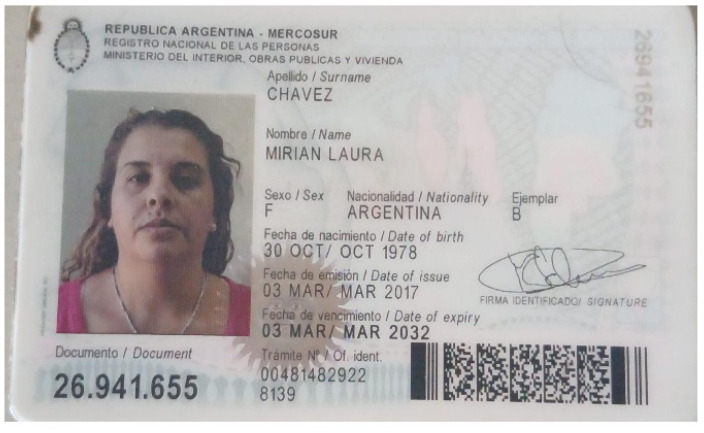 REPUBLICA ARGENTINA - MERCOSUR
REGISTRO NACIONAL DE LAS PERSONAS
MINISTERIO DEL INTERIOR, OBRAS PUBLICAS Y VIVIENDA
Apellido / Surname
CHAVEZ
Nombre / Name
MIRIAN LAURA
Sexo / Sex Nacionalidad / Nationality Ejemplar
F ARGENTINA B
Fecha de nacimiento / Date of birth
30 OCT/ OCT 1978
Fecha de emisión / Date of issue
03 MAR/ MAR 2017
FIRMA IDENTIFICADO/ SIGNATURE
Fecha de vencimiento / Date of expiry
03 MAR/ MAR 2032
Documento / Document
26.941.655
Trámite Nº / Of. ident.
00481482922
8139
26941655